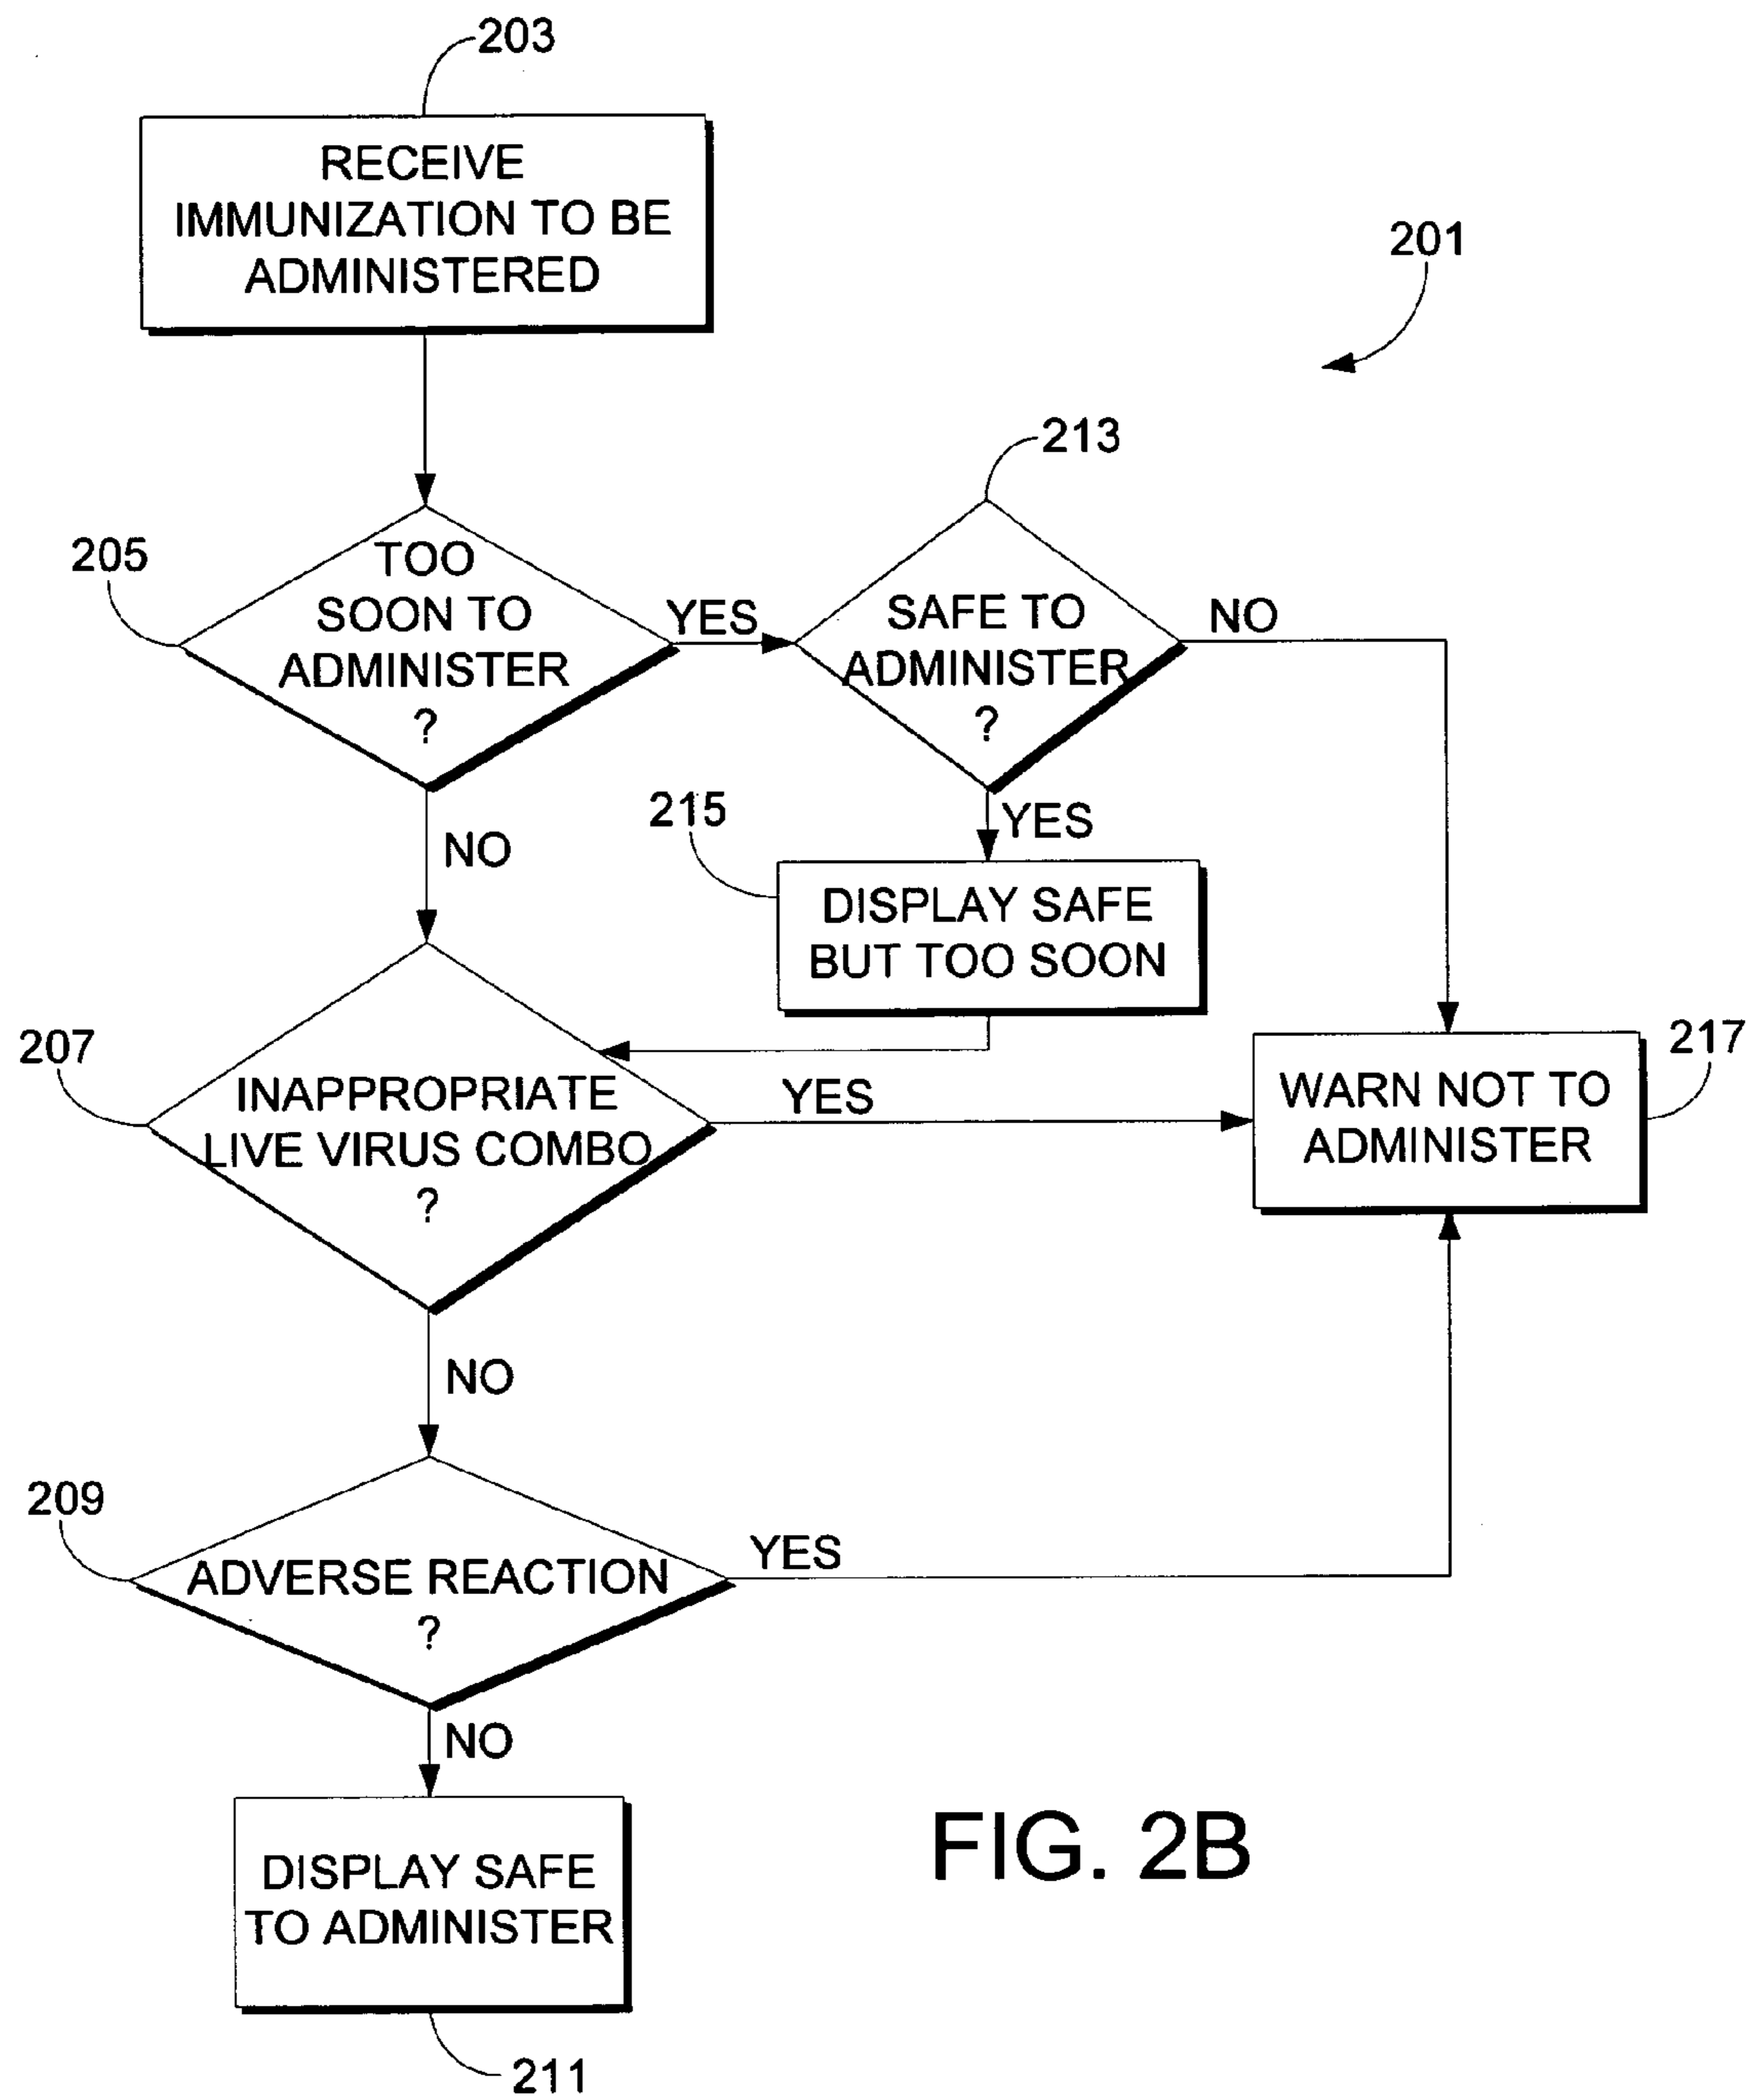 203
RECEIVE
IMMUNIZATION TO BE
ADMINISTERED
201
213
205
TOO
SOON TO
ADMINISTER
?
YES
SAFE TO
ADMINISTER
?
NO
NO
YES
215
DISPLAY SAFE
BUT TOO SOON
207
INAPPROPRIATE
LIVE VIRUS COMBO
?
YES
217
WARN NOT TO
ADMINISTER
NO
209
ADVERSE REACTION
?
YES
NO
DISPLAY SAFE
TO ADMINISTER
211
FIG. 2B